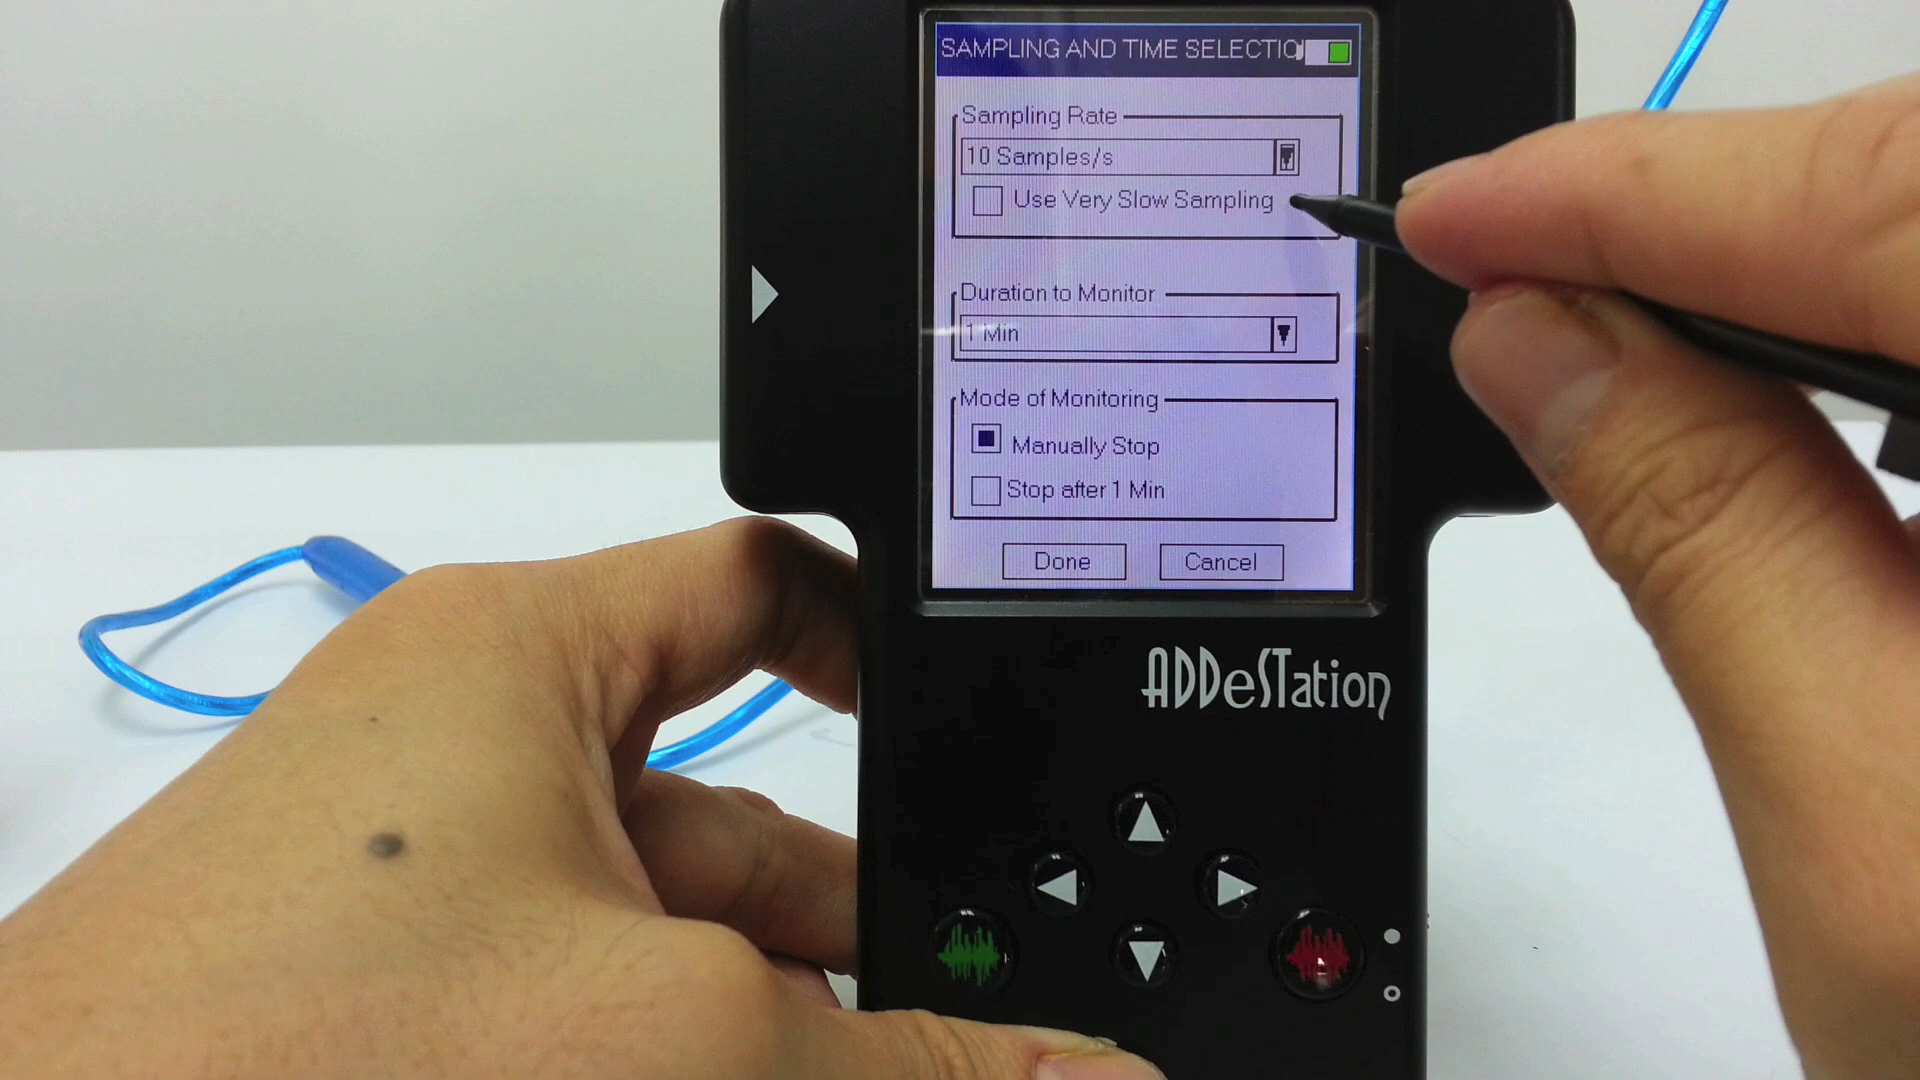 SAMPLING AND TIME SELECTIO
Sampling Rate
10 Samples/s
Use Very Slow Sampling
Duration to Monitor
1 Min
Mode of Monitoring
Manually Stop
Stop after 1 Min
Done Cancel
ADDeSTation